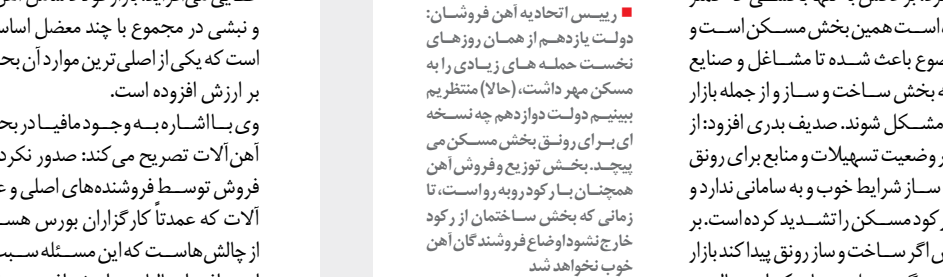 است همین بخش مسکن است و
ضوع باعث شده تا مشاغل و صنایع
ه بخش ساخت و ساز و از جمله بازار
مشکل شوند. صدیف بدری افزود: از
وضعیت تسهیلات و منابع برای رونق
ساز شرایط خوب و به سامانی ندارد و
کود مسکن را تشدید کرده است. بر
اگر ساخت و ساز رونق پیدا کند بازار
■ رییس اتحادیه آهن فروشان:
دولت یازدهم از همان روزهای
نخست حمله های زیادی را به
مسکن مهر داشت، (حالا) منتظریم
ببینیم دولت دوازدهم چه نسخه
ای برای رونق بخش مسکن می
پیچد. بخش توزیع و فروش آهن
همچنان با رکود روبه رواست، تا
زمانی که بخش ساختمان از رکود
خارج نشود اوضاع فروشندگان آهن
خوب نخواهد شد
و نبشی در مجموع با چند معضل اساس
است که یکی از اصلی ترین موارد آن بح
بر ارزش افزوده است.
وی با اشاره به وجود مافیا در بح
آهن‌آلات تصریح می کند: صدور نکرد
فروش توسط فروشنده‌های اصلی و ع
آلات که عمدتاً کارگزاران بورس هس
از چالش هاست که این مسئله سبب